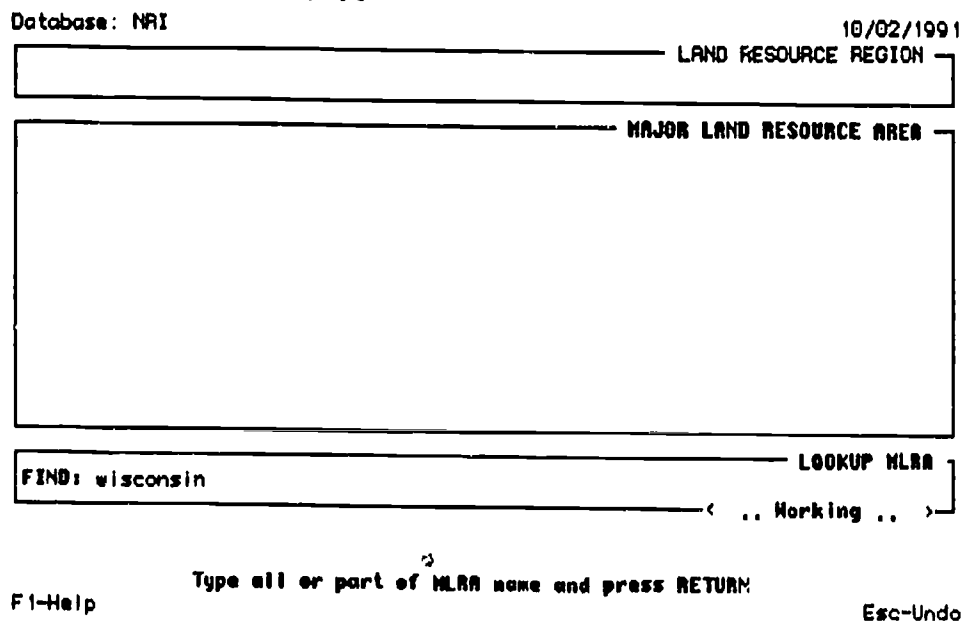 Database: NRI
10/02/1991
LAND RESOURCE REGION
MAJOR LAND RESOURCE AREA
LOOKUP MLRA
FIND: wisconsin
< .. Working .. >
Type all or part of MLRA name and press RETURN
F1-Help
Esc-Undo